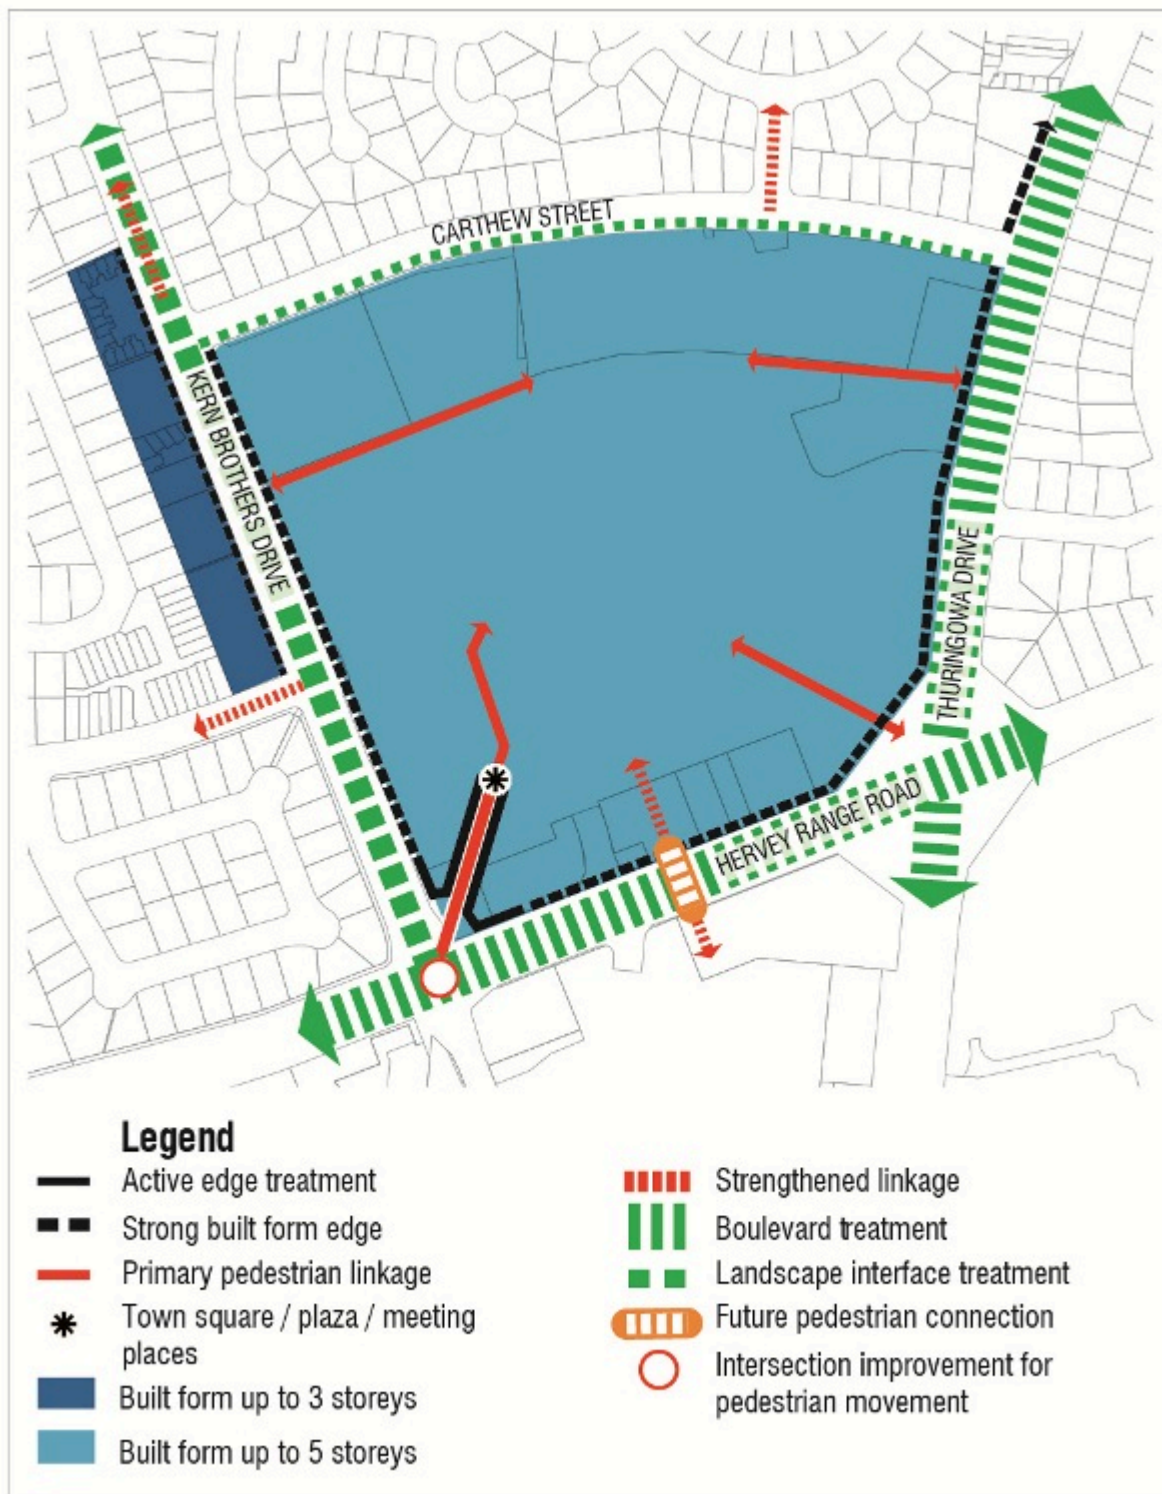 CARTHEW STREET
KERN BROTHERS DRIVE
THURINGOWA DRIVE
HERVEY RANGE ROAD
Legend
Active edge treatment
Strong built form edge
Primary pedestrian linkage
Town square / plaza / meeting
places
Built form up to 3 storeys
Built form up to 5 storeys
Strengthened linkage
Boulevard treatment
Landscape interface treatment
Future pedestrian connection
Intersection improvement for
pedestrian movement